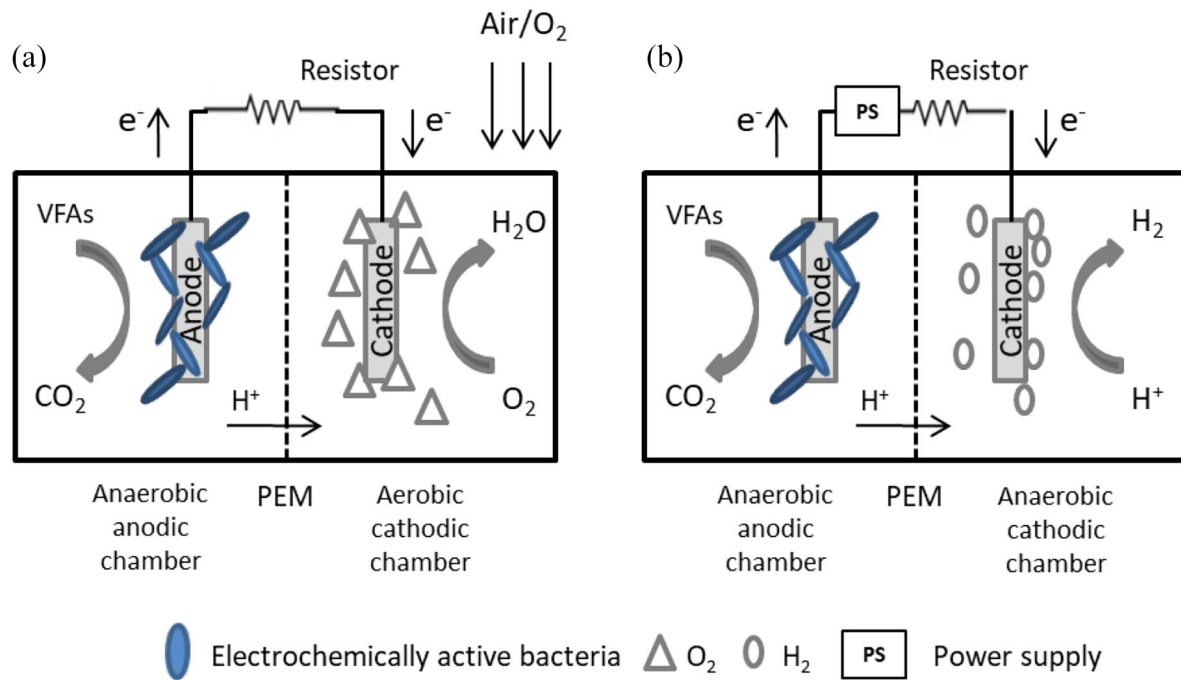 (a)
Air/O₂
Resistor
e⁻
e⁻
VFAs
Anode
CO₂
H⁺
Cathode
H₂O
O₂
Anaerobic
anodic
chamber
PEM
Aerobic
cathodic
chamber
(b)
Resistor
PS
e⁻
e⁻
VFAs
Anode
CO₂
H⁺
Cathode
H₂
H⁺
Anaerobic
anodic
chamber
PEM
Anaerobic
cathodic
chamber
Electrochemically active bacteria
O₂
H₂
PS
Power supply